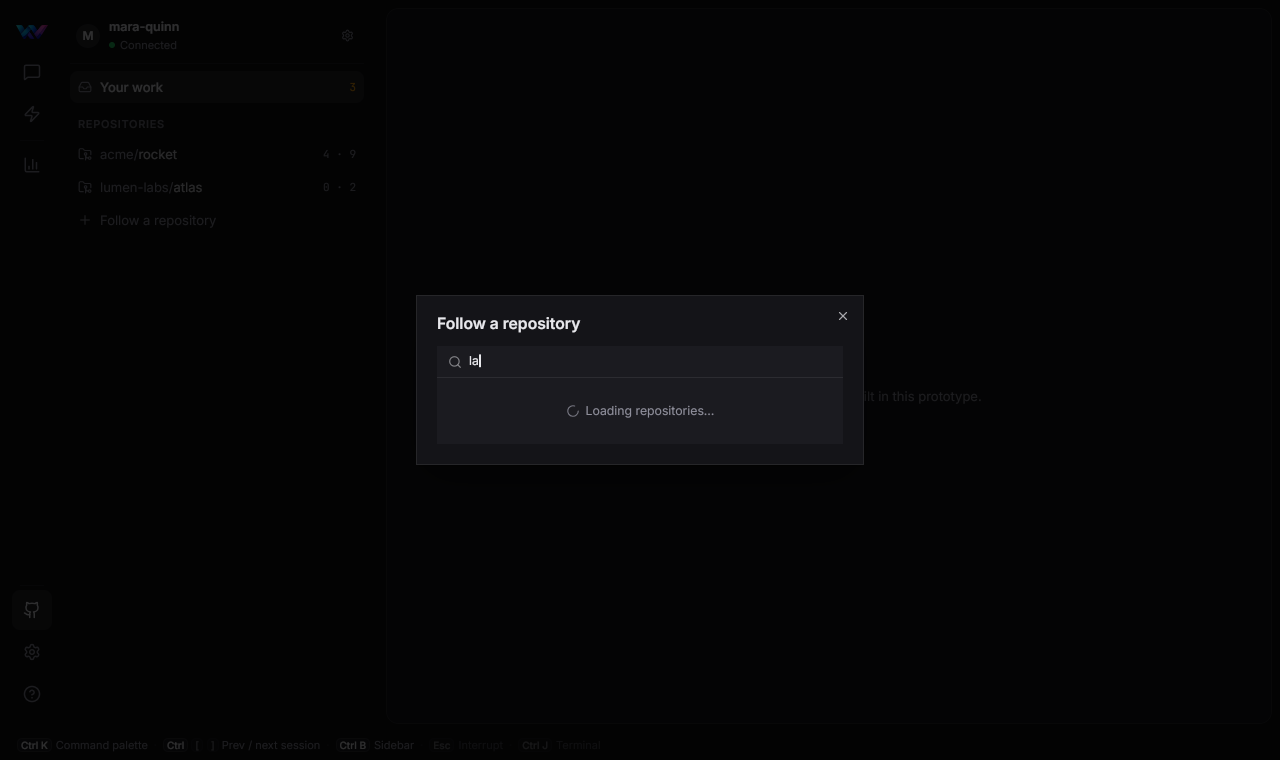 mara-quinn
M
Connected
Your work 3
REPOSITORIES
acme/rocket 4 · 9
lumen-labs/atlas 0 · 2
Follow a repository
Follow a repository
la
Loading repositories...
ilt in this prototype.
Ctrl K Command palette Ctrl [ ] Prev / next session Ctrl B Sidebar Esc Interrupt Ctrl J Terminal